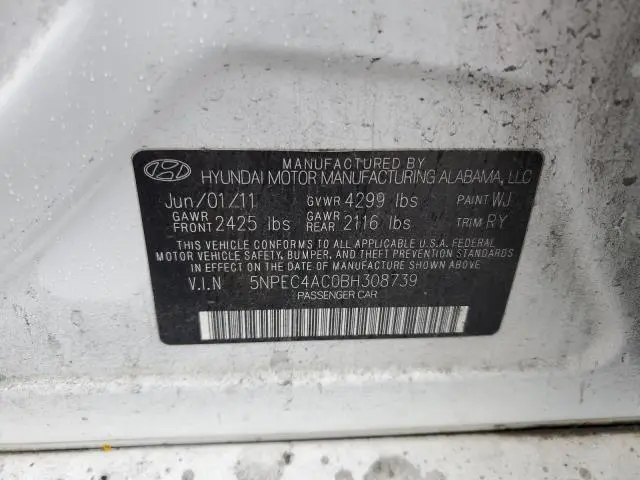 MANUFACTURED BY
HYUNDAI MOTOR MANUFACTURING ALABAMA, LLC
Jun/01/11 GVWR 4299 lbs PAINT WJ
GAWR FRONT 2425 lbs GAWR REAR 2116 lbs TRIM RY
THIS VEHICLE CONFORMS TO ALL APPLICABLE U.S.A. FEDERAL
MOTOR VEHICLE SAFETY, BUMPER, AND THEFT PREVENTION STANDARDS
IN EFFECT ON THE DATE OF MANUFACTURE SHOWN ABOVE.
V.I.N 5NPEC4AC0BH308739
PASSENGER CAR